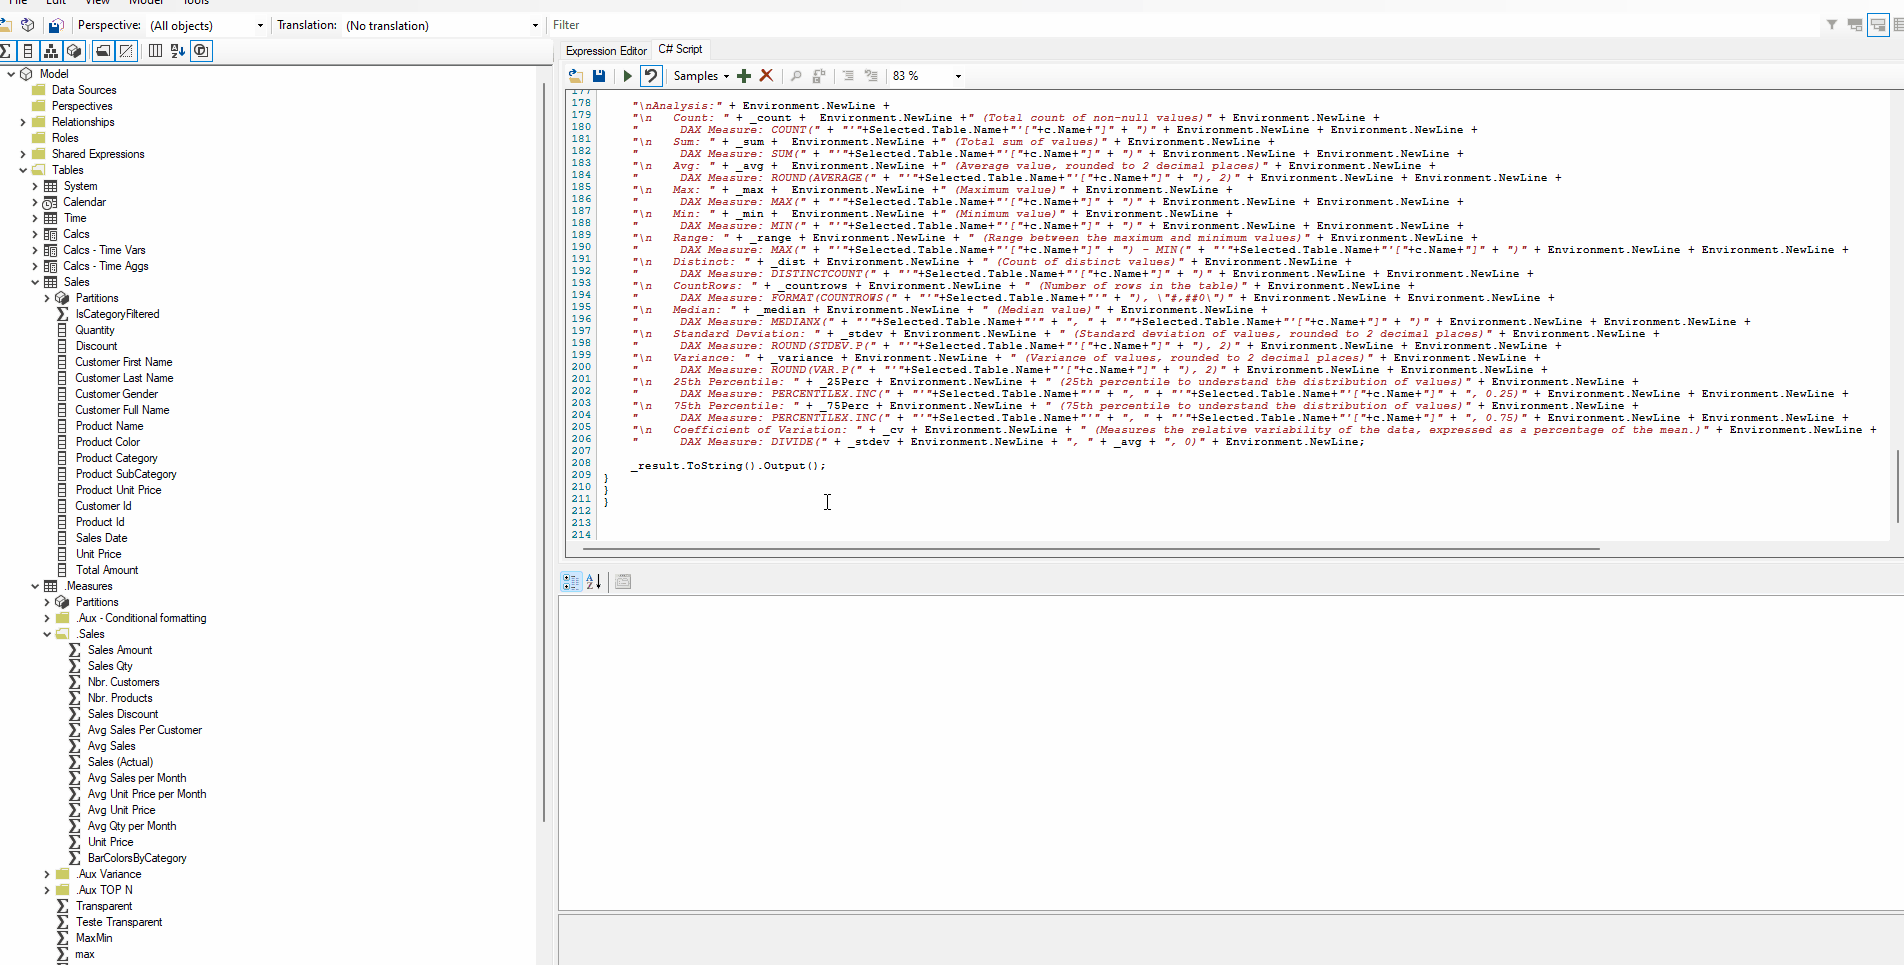 File Edit View Model Tools
Perspective: (All objects) Translation: (No translation) Filter
Expression Editor C# Script
Samples 83 %
Model
Data Sources
Perspectives
Relationships
Roles
Shared Expressions
Tables
System
Calendar
Time
Calcs
Calcs - Time Vars
Calcs - Time Aggs
Sales
Partitions
IsCategoryFiltered
Quantity
Discount
Customer First Name
Customer Last Name
Customer Gender
Customer Full Name
Product Name
Product Color
Product Category
Product SubCategory
Product Unit Price
Customer Id
Product Id
Sales Date
Unit Price
Total Amount
.Measures
Partitions
.Aux - Conditional formatting
.Sales
Sales Amount
Sales Qty
Nbr. Customers
Nbr. Products
Sales Discount
Avg Sales Per Customer
Avg Sales
Sales (Actual)
Avg Sales per Month
Avg Unit Price per Month
Avg Unit Price
Avg Qty per Month
Unit Price
BarColorsByCategory
.Aux Variance
.Aux TOP N
Transparent
Teste Transparent
MaxMin
max
177
178 "\nAnalysis:" + Environment.NewLine +
179 "\n   Count: " + _count +  Environment.NewLine +" (Total count of non-null values)" + Environment.NewLine +
180 "      DAX Measure: COUNT(" + "'"+Selected.Table.Name+"'["+c.Name+"]" + ")" + Environment.NewLine + Environment.NewLine +
181 "\n   Sum: " + _sum +  Environment.NewLine +" (Total sum of values)" + Environment.NewLine +
182 "      DAX Measure: SUM(" + "'"+Selected.Table.Name+"'["+c.Name+"]" + ")" + Environment.NewLine + Environment.NewLine +
183 "\n   Avg: " + _avg +  Environment.NewLine +" (Average value, rounded to 2 decimal places)" + Environment.NewLine +
184 "      DAX Measure: ROUND(AVERAGE(" + "'"+Selected.Table.Name+"'["+c.Name+"]" + "), 2)" + Environment.NewLine + Environment.NewLine +
185 "\n   Max: " + _max +  Environment.NewLine +" (Maximum value)" + Environment.NewLine +
186 "      DAX Measure: MAX(" + "'"+Selected.Table.Name+"'["+c.Name+"]" + ")" + Environment.NewLine + Environment.NewLine +
187 "\n   Min: " + _min +  Environment.NewLine +" (Minimum value)" + Environment.NewLine +
188 "      DAX Measure: MIN(" + "'"+Selected.Table.Name+"'["+c.Name+"]" + ")" + Environment.NewLine + Environment.NewLine +
189 "\n   Range: " + _range + Environment.NewLine + " (Range between the maximum and minimum values)" + Environment.NewLine +
190 "      DAX Measure: MAX(" + "'"+Selected.Table.Name+"'["+c.Name+"]" + ") - MIN(" + "'"+Selected.Table.Name+"'["+c.Name+"]" + ")" + Environment.NewLine + Environment.NewLine +
191 "\n   Distinct: " + _dist + Environment.NewLine + " (Count of distinct values)" + Environment.NewLine +
192 "      DAX Measure: DISTINCTCOUNT(" + "'"+Selected.Table.Name+"'["+c.Name+"]" + ")" + Environment.NewLine + Environment.NewLine +
193 "\n   CountRows: " + _countrows + Environment.NewLine + " (Number of rows in the table)" + Environment.NewLine +
194 "      DAX Measure: FORMAT(COUNTROWS(" + "'"+Selected.Table.Name+"'" + "), \"#,##0\")" + Environment.NewLine + Environment.NewLine +
195 "\n   Median: " + _median + Environment.NewLine + " (Median value)" + Environment.NewLine +
196 "      DAX Measure: MEDIANX(" + "'"+Selected.Table.Name+"'" + ", " + "'"+Selected.Table.Name+"'["+c.Name+"]" + ")" + Environment.NewLine + Environment.NewLine +
197 "\n   Standard Deviation: " + _stdev + Environment.NewLine + " (Standard deviation of values, rounded to 2 decimal places)" + Environment.NewLine +
198 "      DAX Measure: ROUND(STDEV.P(" + "'"+Selected.Table.Name+"'["+c.Name+"]" + "), 2)" + Environment.NewLine + Environment.NewLine +
199 "\n   Variance: " + _variance + Environment.NewLine + " (Variance of values, rounded to 2 decimal places)" + Environment.NewLine +
200 "      DAX Measure: ROUND(VAR.P(" + "'"+Selected.Table.Name+"'["+c.Name+"]" + "), 2)" + Environment.NewLine + Environment.NewLine +
201 "\n   25th Percentile: " + _25Perc + Environment.NewLine + " (25th percentile to understand the distribution of values)" + Environment.NewLine +
202 "      DAX Measure: PERCENTILEX.INC(" + "'"+Selected.Table.Name+"'" + ", " + "'"+Selected.Table.Name+"'["+c.Name+"]" + ", 0.25)" + Environment.NewLine + Environment.NewLine +
203 "\n   75th Percentile: " + _75Perc + Environment.NewLine + " (75th percentile to understand the distribution of values)" + Environment.NewLine +
204 "      DAX Measure: PERCENTILEX.INC(" + "'"+Selected.Table.Name+"'" + ", " + "'"+Selected.Table.Name+"'["+c.Name+"]" + ", 0.75)" + Environment.NewLine + Environment.NewLine +
205 "\n   Coefficient of Variation: " + _cv + Environment.NewLine + " (Measures the relative variability of the data, expressed as a percentage of the mean.)" + Environment.NewLine +
206 "      DAX Measure: DIVIDE(" + _stdev + Environment.NewLine + ", " + _avg + ", 0)" + Environment.NewLine;
207
208 _result.ToString().Output();
209 }
210 }
211 }
212
213
214